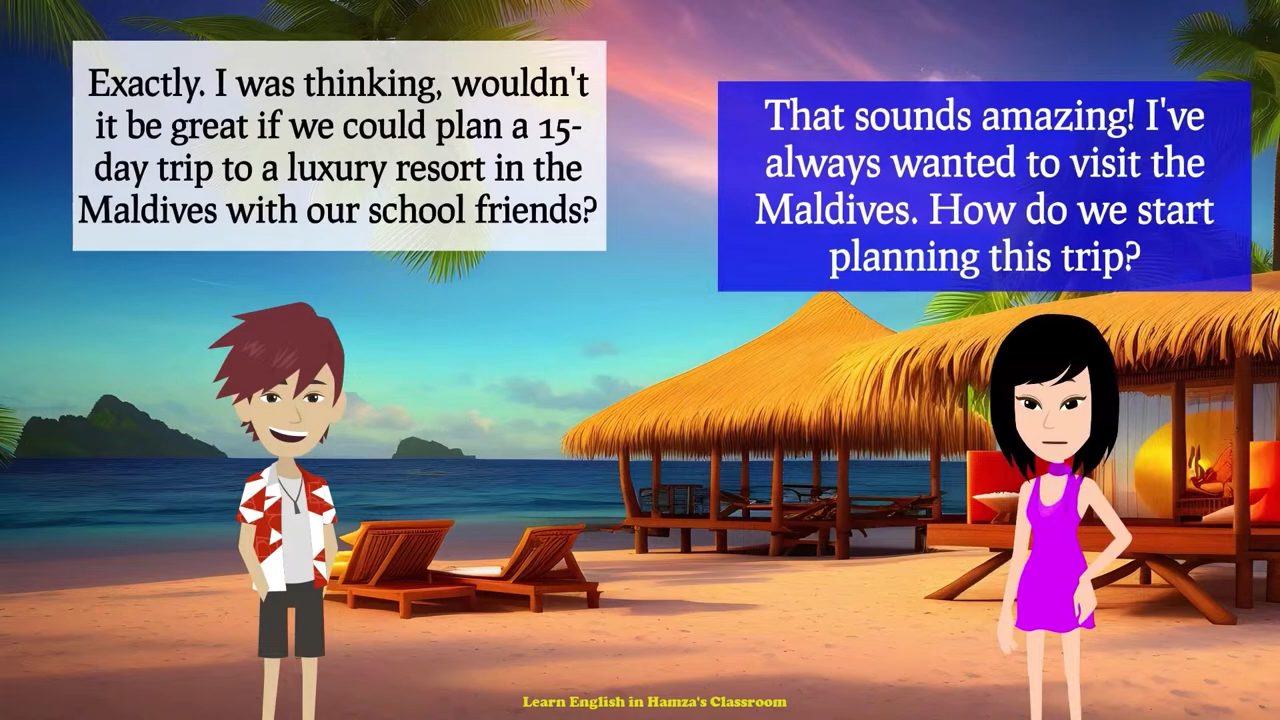 Exactly. I was thinking, wouldn't
it be great if we could plan a 15-
day trip to a luxury resort in the
Maldives with our school friends?
That sounds amazing! I've
always wanted to visit the
Maldives. How do we start
planning this trip?
Learn English in Hamza's Classroom